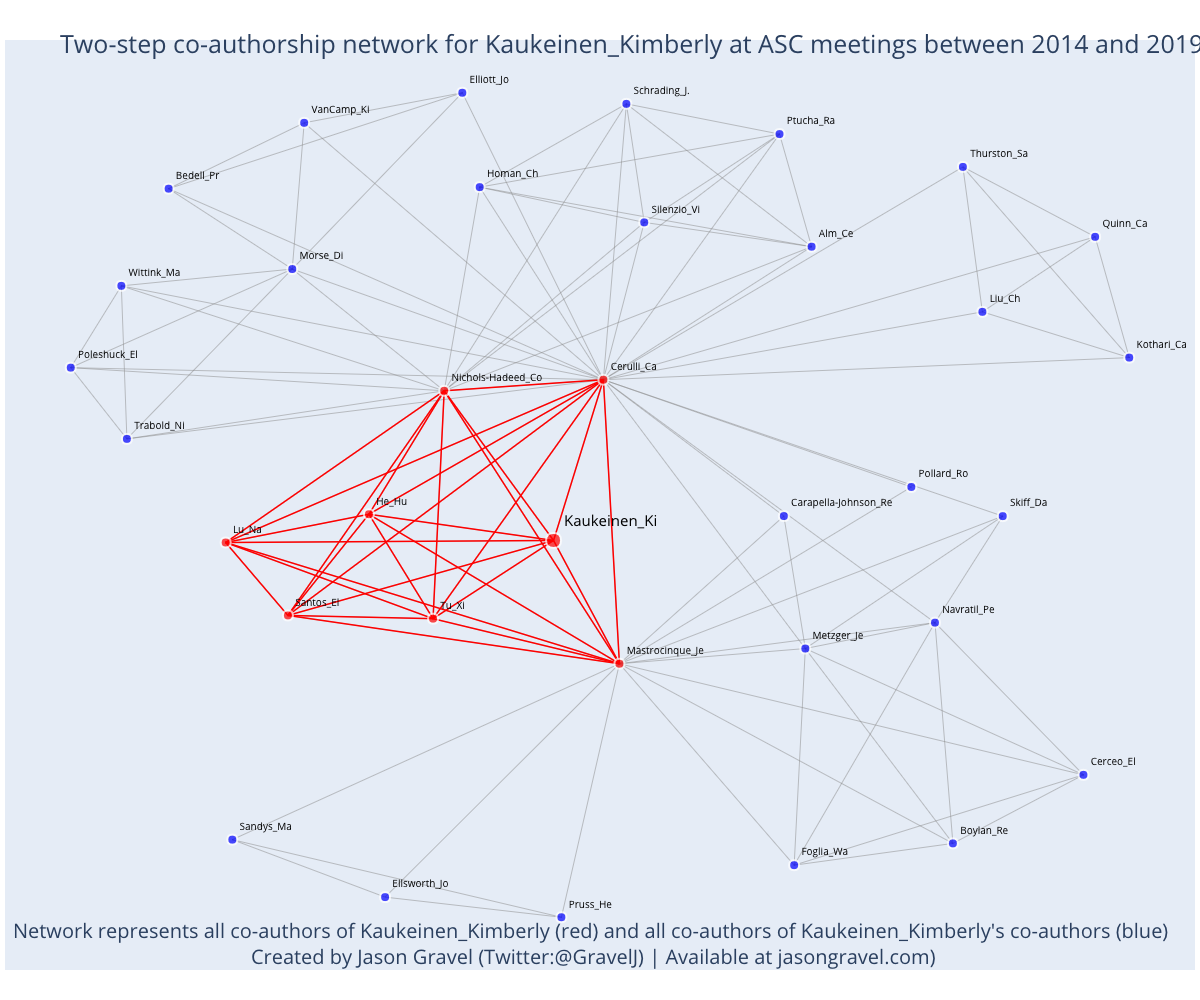 Two-step co-authorship network for Kaukeinen_Kimberly at ASC meetings between 2014 and 2019
Elliott_Jo
Schrading_J.
VanCamp_Ki
Ptucha_Ra
Thurston_Sa
Bedell_Pr
Homan_Ch
Silenzio_Vi
Quinn_Ca
Alm_Ce
Morse_Di
Wittink_Ma
Liu_Ch
Kothari_Ca
Poleshuck_El
Cerulli_Ca
Nichols-Hadeed_Co
Trabold_Ni
Pollard_Ro
He_Hu
Carapella-Johnson_Re
Skiff_Da
Kaukeinen_Ki
Lu_Na
Santos_El
Tu_Xi
Navratil_Pe
Metzger_Je
Mastrocinque_Je
Cerceo_El
Sandys_Ma
Boylan_Re
Foglia_Wa
Ellsworth_Jo
Pruss_He
Network represents all co-authors of Kaukeinen_Kimberly (red) and all co-authors of Kaukeinen_Kimberly's co-authors (blue)
Created by Jason Gravel (Twitter:@GravelJ) | Available at jasongravel.com)